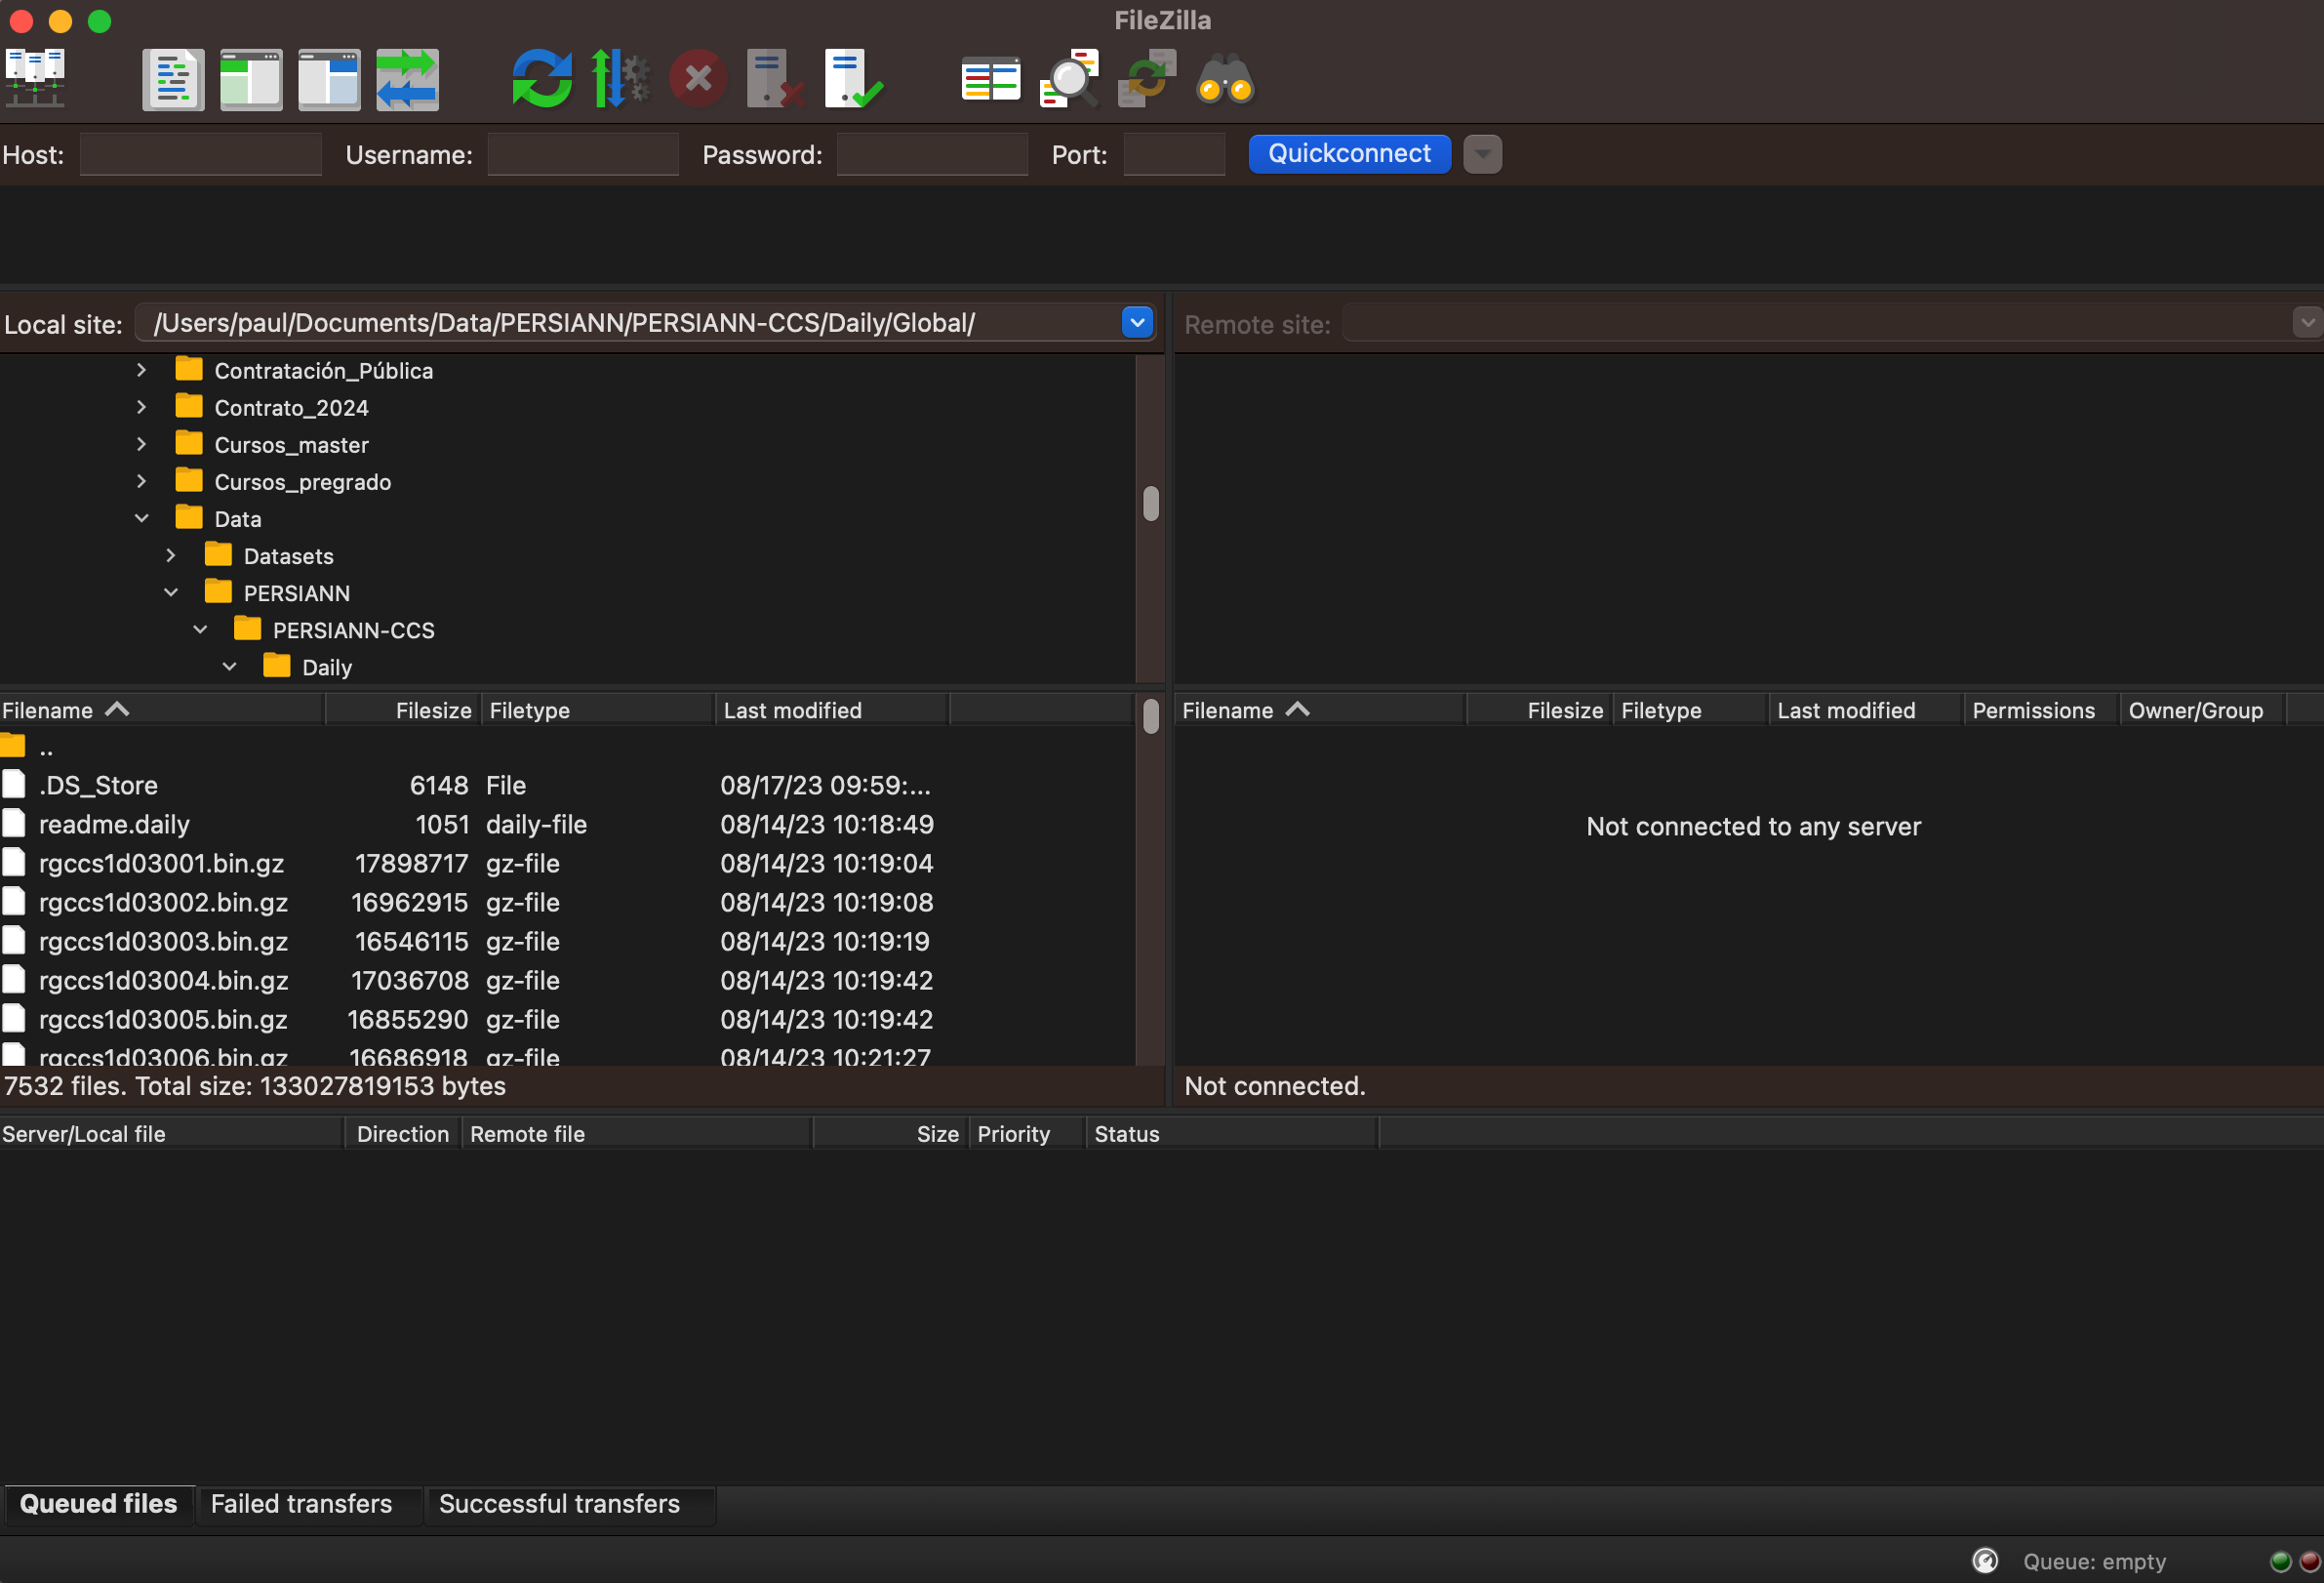 FileZilla
Host: Username: Password: Port: Quickconnect
Local site: /Users/paul/Documents/Data/PERSIANN/PERSIANN-CCS/Daily/Global/
Remote site:
Contratación_Pública
Contrato_2024
Cursos_master
Cursos_pregrado
Data
Datasets
PERSIANN
PERSIANN-CCS
Daily
Filename Filesize Filetype Last modified
..
.DS_Store 6148 File 08/17/23 09:59:...
readme.daily 1051 daily-file 08/14/23 10:18:49
rgccs1d03001.bin.gz 17898717 gz-file 08/14/23 10:19:04
rgccs1d03002.bin.gz 16962915 gz-file 08/14/23 10:19:08
rgccs1d03003.bin.gz 16546115 gz-file 08/14/23 10:19:19
rgccs1d03004.bin.gz 17036708 gz-file 08/14/23 10:19:42
rgccs1d03005.bin.gz 16855290 gz-file 08/14/23 10:19:42
rgccs1d03006.bin.gz 16686918 gz-file 08/14/23 10:21:27
7532 files. Total size: 133027819153 bytes
Filename Filesize Filetype Last modified Permissions Owner/Group
Not connected to any server
Not connected.
Server/Local file Direction Remote file Size Priority Status
Queued files Failed transfers Successful transfers
Queue: empty